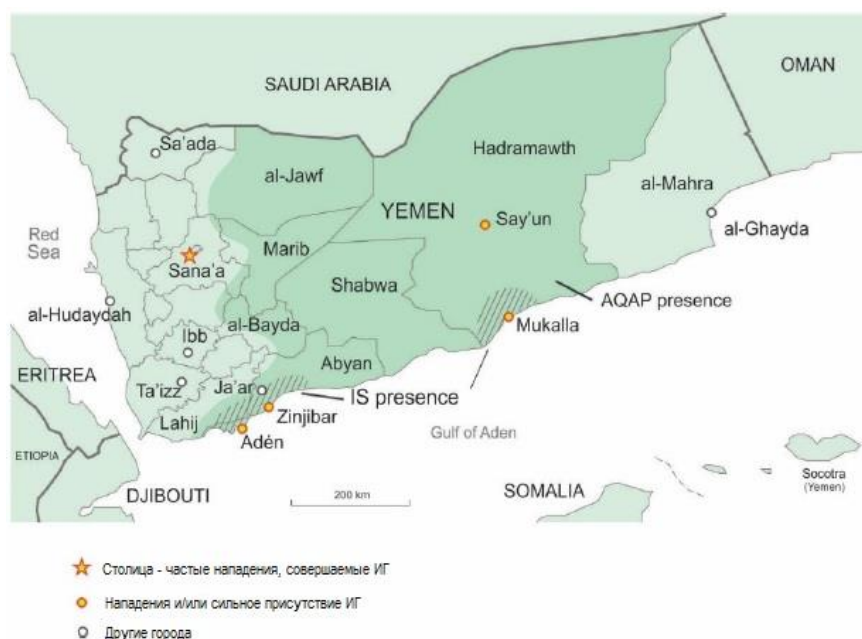 OMAN
SAUDI ARABIA
Sa'ada
Hadramawth
al-Jawf
al-Mahra
YEMEN
Say'un
Red
Sea
Marib
al-Ghayda
Sana'a
Shabwa
AQAP presence
al-Hudaydah
al-Bayda
Mukalla
Ibb
Abyan
ERITREA
Ta'izz
Ja'ar
IS presence
Zinjibar
Lahij
Adén
Gulf of Aden
ETIOPIA
Socotra
(Yemen)
DJIBOUTI
200 km
SOMALIA
Столица - частые нападения, совершаемые ИГ
Нападения и/или сильное присутствие ИГ
Другие города